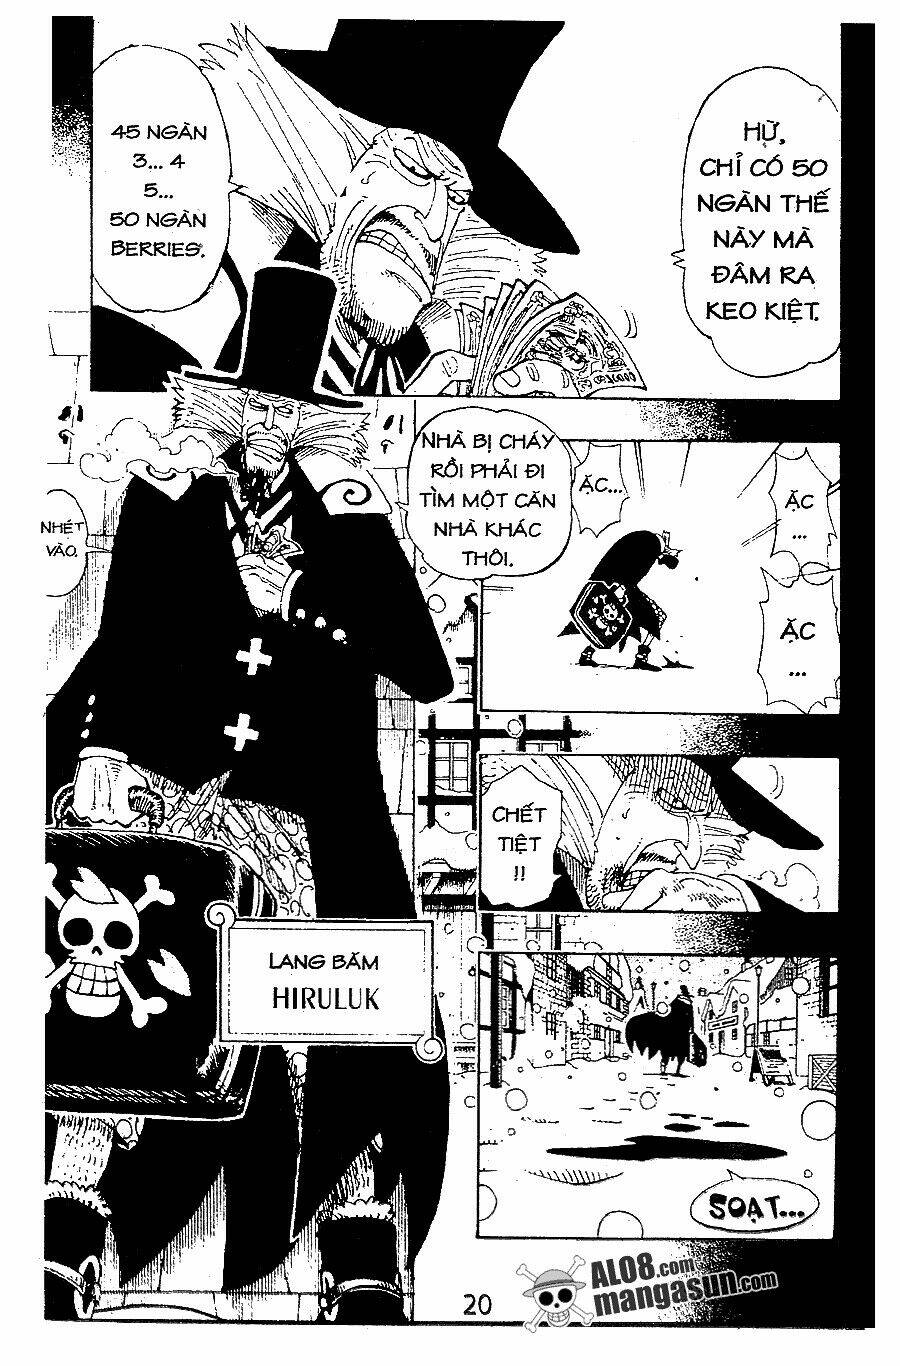 HỪ,
CHỈ CÓ 50
NGÀN THẾ
NÀY MÀ
ĐÂM RA
KEO KIỆT.
45 NGÀN
3... 4
5...
50 NGÀN
BERRIES.
NHÀ BỊ CHÁY
RỒI PHẢI ĐI
TÌM MỘT CĂN
NHÀ KHÁC
THÔI.
NHÉT
VÀO.
LANG BĂM
HIRULUK
ẶC
...
ẶC...
ẶC
...
CHẾT
TIỆT
!!
SOẠT...
20
ALO8.com
mangasun.com